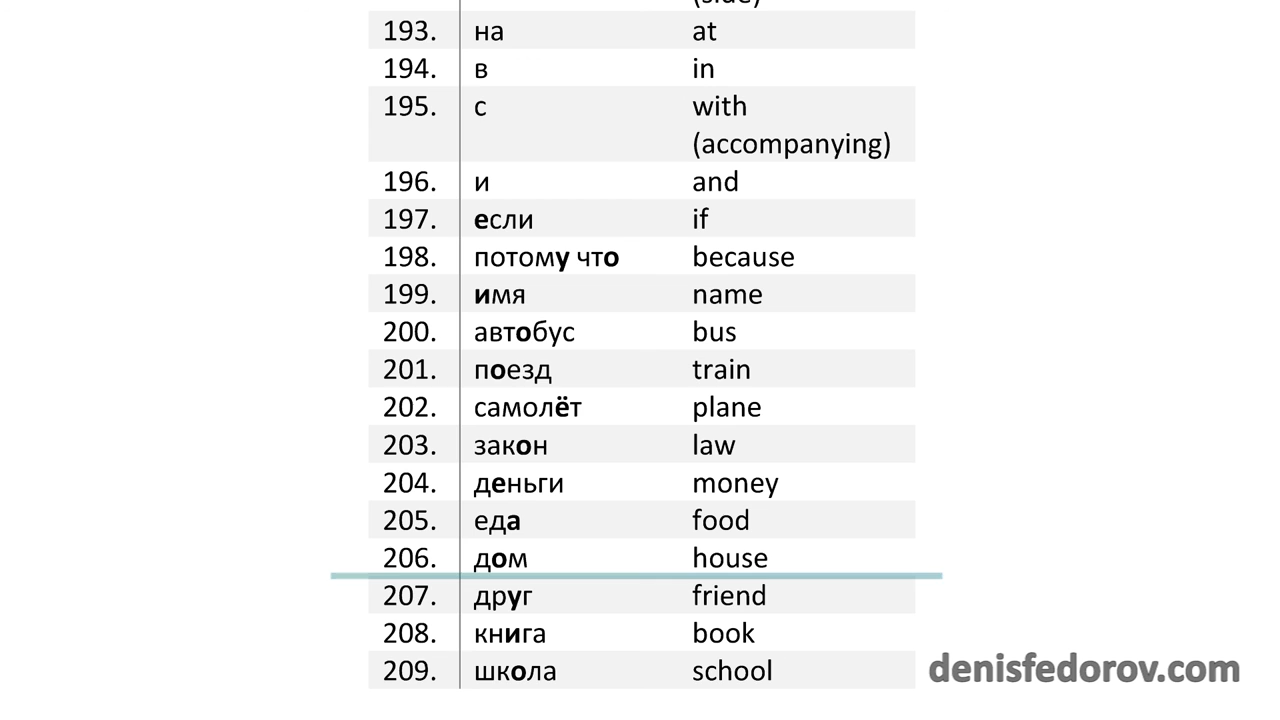 (side)
193. на at
194. в in
195. с with
(accompanying)
196. и and
197. если if
198. потому что because
199. имя name
200. автобус bus
201. поезд train
202. самолёт plane
203. закон law
204. деньги money
205. еда food
206. дом house
207. друг friend
208. книга book
209. школа school
denisfedorov.com